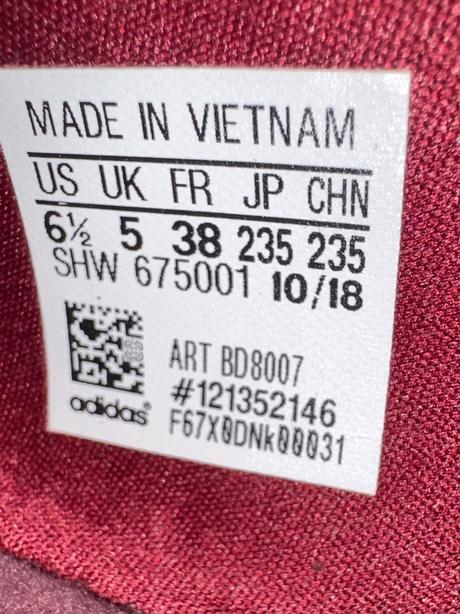 MADE IN VIETNAM
US UK FR JP CHN
6½ 5 38 235 235
SHW 675001 10/18
ART BD8007
#121352146
adidas®
F67X0DNk00031